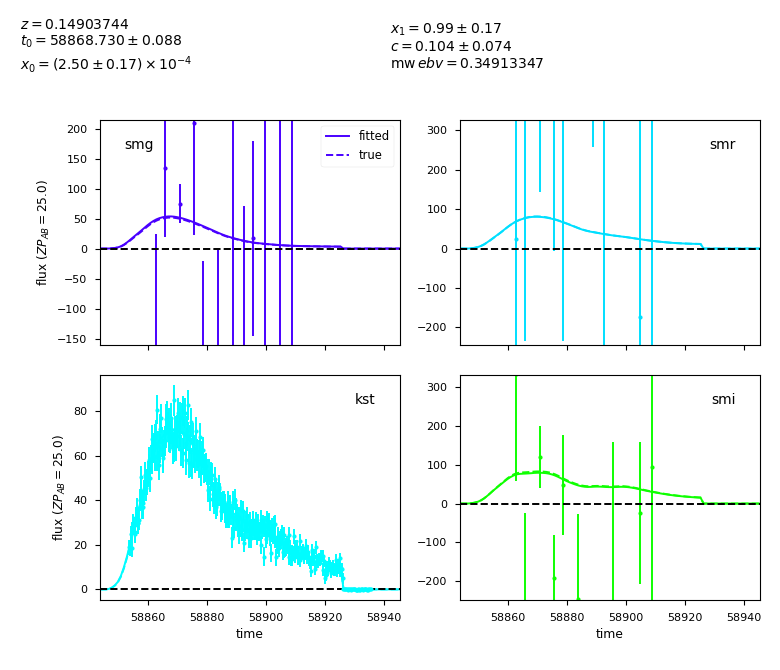 z = 0.14903744
t₀ = 58868.730 ± 0.088
x₀ = (2.50 ± 0.17) × 10⁻⁴
x₁ = 0.99 ± 0.17
c = 0.104 ± 0.074
mw ebv = 0.34913347
smg
fitted
true
200
150
100
50
0
−50
−100
−150
flux (ZP_AB = 25.0)
smr
300
200
100
0
−100
−200
kst
80
60
40
20
0
flux (ZP_AB = 25.0)
58860 58880 58900 58920 58940
time
smi
300
200
100
0
−100
−200
58860 58880 58900 58920 58940
time